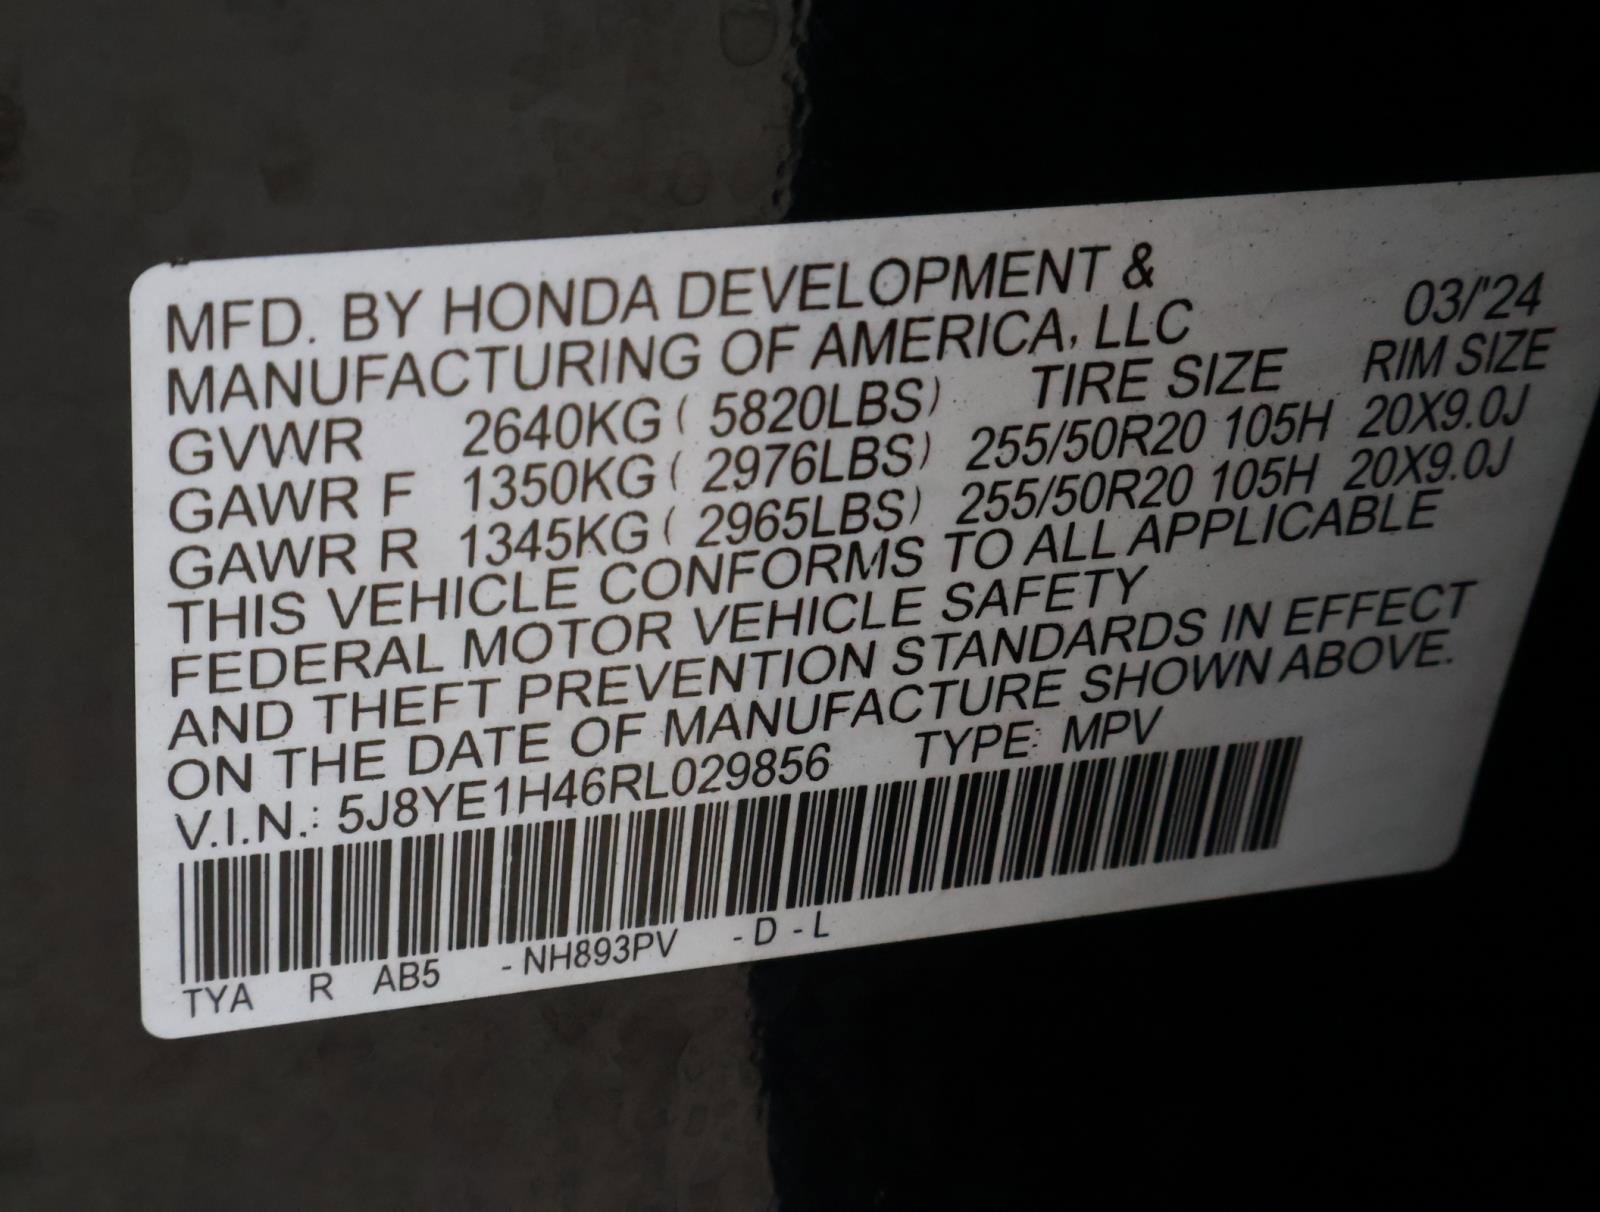 MFD. BY HONDA DEVELOPMENT &
MANUFACTURING OF AMERICA, LLC 03/'24
GVWR 2640KG ( 5820LBS) TIRE SIZE RIM SIZE
GAWR F 1350KG ( 2976LBS) 255/50R20 105H 20X9.0J
GAWR R 1345KG ( 2965LBS) 255/50R20 105H 20X9.0J
THIS VEHICLE CONFORMS TO ALL APPLICABLE
FEDERAL MOTOR VEHICLE SAFETY
AND THEFT PREVENTION STANDARDS IN EFFECT
ON THE DATE OF MANUFACTURE SHOWN ABOVE.
V.I.N.: 5J8YE1H46RL029856 TYPE: MPV
TYA R AB5 - NH893PV - D - L